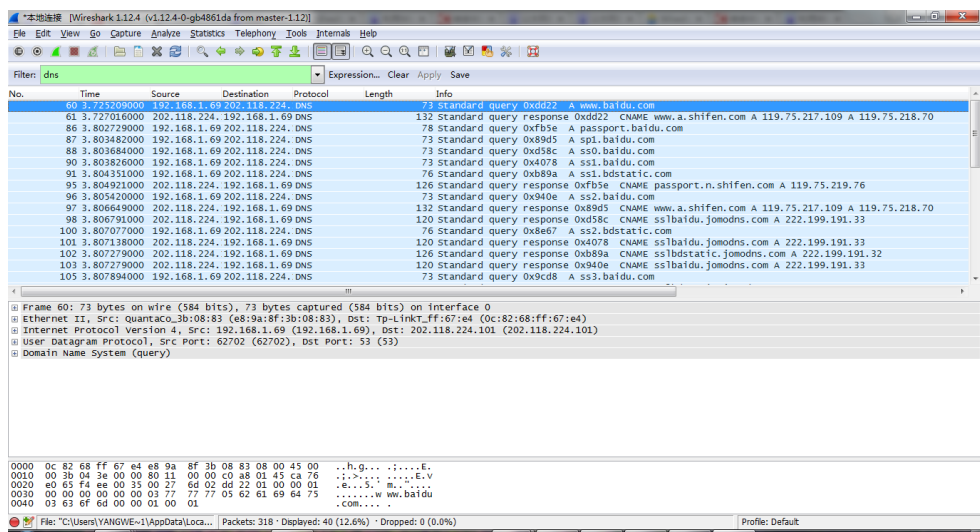 *本地连接 [Wireshark 1.12.4 (v1.12.4-0-gb4861da from master-1.12)]
File Edit View Go Capture Analyze Statistics Telephony Tools Internals Help
Filter: dns Expression... Clear Apply Save
No. Time Source Destination Protocol Length Info
60 3.725209000 192.168.1.69 202.118.224. DNS 73 Standard query 0xdd22 A www.baidu.com
61 3.727016000 202.118.224. 192.168.1.69 DNS 132 Standard query response 0xdd22 CNAME www.a.shifen.com A 119.75.217.109 A 119.75.218.70
86 3.802729000 192.168.1.69 202.118.224. DNS 78 Standard query 0xfb5e A passport.baidu.com
87 3.803482000 192.168.1.69 202.118.224. DNS 73 Standard query 0x89d5 A sp1.baidu.com
88 3.803684000 192.168.1.69 202.118.224. DNS 73 Standard query 0xd58c A ss0.baidu.com
90 3.803826000 192.168.1.69 202.118.224. DNS 73 Standard query 0x4078 A ss1.baidu.com
91 3.804351000 192.168.1.69 202.118.224. DNS 76 Standard query 0xb89a A ss1.bdstatic.com
95 3.804921000 202.118.224. 192.168.1.69 DNS 126 Standard query response 0xfb5e CNAME passport.n.shifen.com A 119.75.219.76
96 3.805420000 192.168.1.69 202.118.224. DNS 73 Standard query 0x940e A ss2.baidu.com
97 3.806649000 202.118.224. 192.168.1.69 DNS 132 Standard query response 0x89d5 CNAME www.a.shifen.com A 119.75.217.109 A 119.75.218.70
98 3.806791000 202.118.224. 192.168.1.69 DNS 120 Standard query response 0xd58c CNAME sslbaidu.jomodns.com A 222.199.191.33
100 3.807077000 192.168.1.69 202.118.224. DNS 76 Standard query 0x8e67 A ss2.bdstatic.com
101 3.807138000 202.118.224. 192.168.1.69 DNS 120 Standard query response 0x4078 CNAME sslbaidu.jomodns.com A 222.199.191.33
102 3.807279000 202.118.224. 192.168.1.69 DNS 126 Standard query response 0xb89a CNAME sslbdstatic.jomodns.com A 222.199.191.32
103 3.807279000 202.118.224. 192.168.1.69 DNS 120 Standard query response 0x940e CNAME sslbaidu.jomodns.com A 222.199.191.33
105 3.807894000 192.168.1.69 202.118.224. DNS 73 Standard query 0x9cd8 A ss3.baidu.com
Frame 60: 73 bytes on wire (584 bits), 73 bytes captured (584 bits) on interface 0
Ethernet II, Src: QuantaCo_3b:08:83 (e8:9a:8f:3b:08:83), Dst: Tp-LinkT_ff:67:e4 (0c:82:68:ff:67:e4)
Internet Protocol Version 4, Src: 192.168.1.69 (192.168.1.69), Dst: 202.118.224.101 (202.118.224.101)
User Datagram Protocol, Src Port: 62702 (62702), Dst Port: 53 (53)
Domain Name System (query)
0000 0c 82 68 ff 67 e4 e8 9a 8f 3b 08 83 08 00 45 00 ..h.g... .;....E.
0010 00 3b 04 3e 00 00 80 11 00 00 c0 a8 01 45 ca 76 .;.>.... .....E.v
0020 e0 65 f4 ee 00 35 00 27 6d 02 dd 22 01 00 00 01 .e...5.' m.."....
0030 00 00 00 00 00 00 03 77 77 77 05 62 61 69 64 75 .......w ww.baidu
0040 03 63 6f 6d 00 00 01 00 01 .com.... .
File: "C:\Users\YANGWE~1\AppData\Loca... Packets: 318 · Displayed: 40 (12.6%) · Dropped: 0 (0.0%) Profile: Default